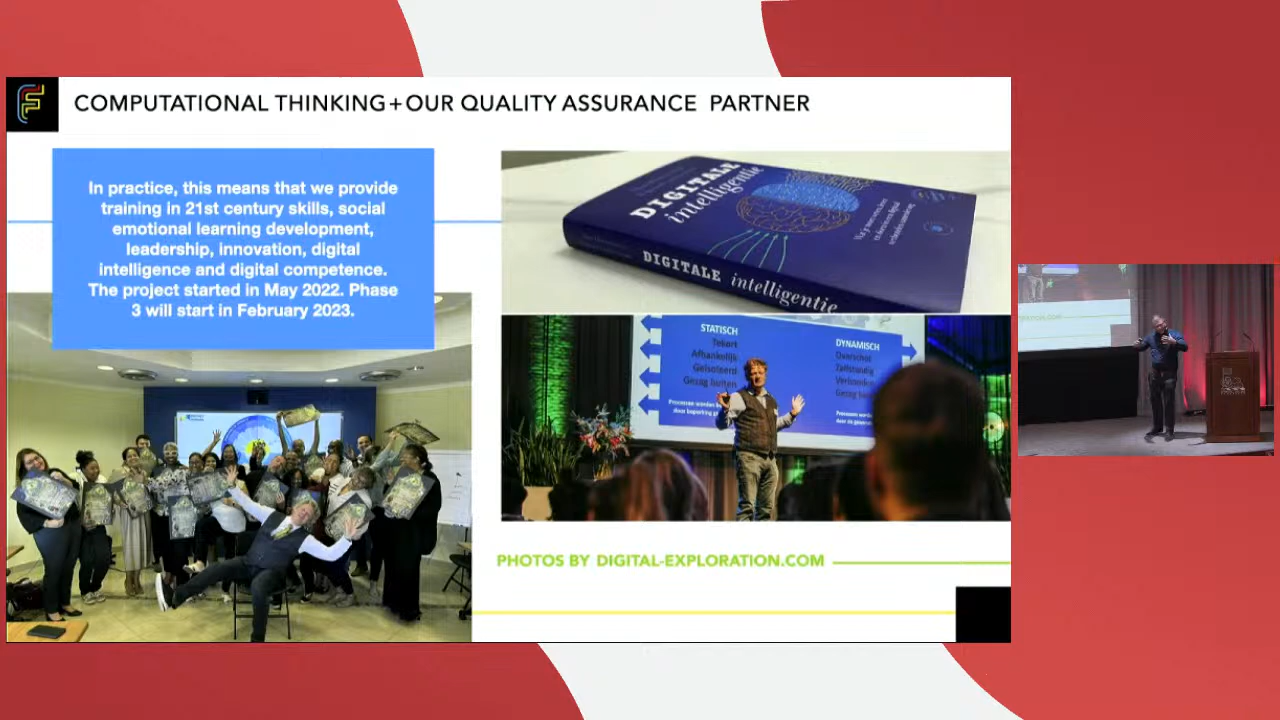 COMPUTATIONAL THINKING+OUR QUALITY ASSURANCE PARTNER
In practice, this means that we provide
training in 21st century skills, social
emotional learning development,
leadership, innovation, digital
intelligence and digital competence.
The project started in May 2022. Phase
3 will start in February 2023.
DIGITALE
intelligentie
DIGITALE intelligentie
STATISCH
Tekort
Afhankelijk
Geïsoleerd
Gezag buiten
DYNAMISCH
Overschot
Zelfstandig
Verbonden
PHOTOS BY DIGITAL-EXPLORATION.COM